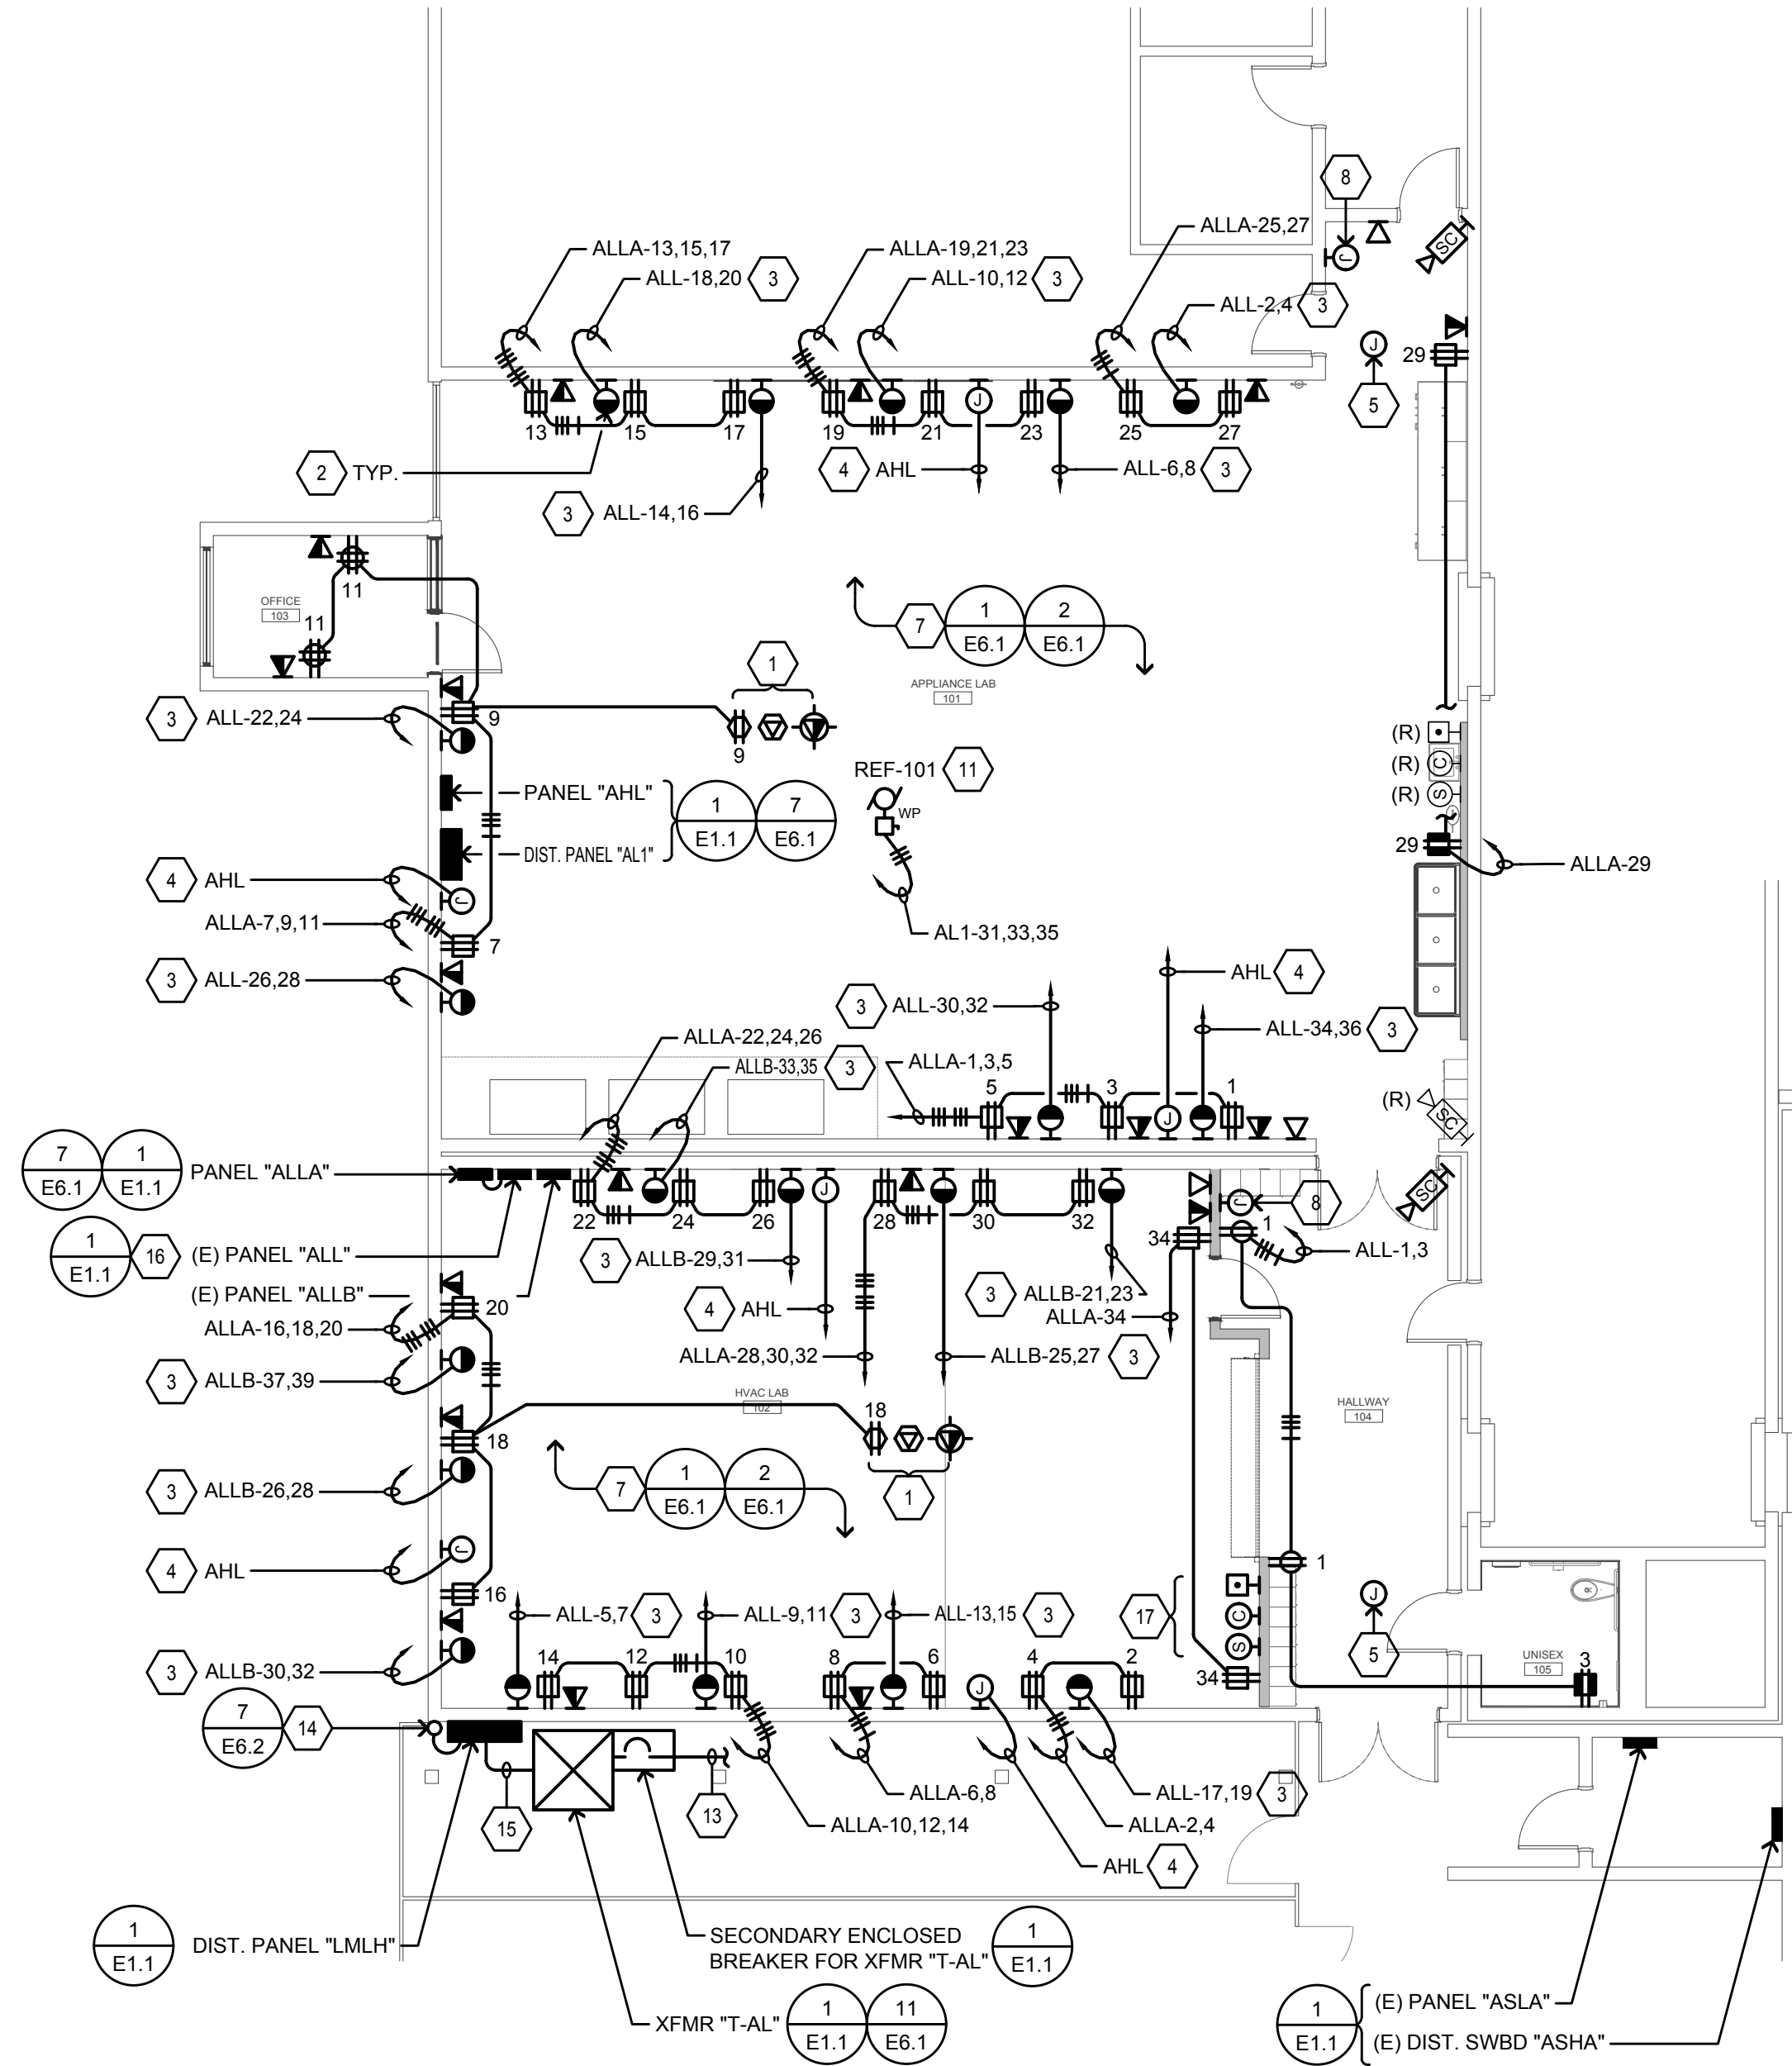 8
ALLA-25,27
SC
J
ALLA-13,15,17
ALL-18,20 3
ALLA-19,21,23
ALL-10,12 3
ALL-2,4 3
J
5
29
J
13 15 17 19 21 23 25 27
2 TYP.
4 AHL
ALL-6,8 3
3 ALL-14,16
11
OFFICE
103
11
7 1 2
E6.1 E6.1
1
APPLIANCE LAB
101
3 ALL-22,24
9
9
(R)
(R) C
(R) S
REF-101 11
WP
PANEL "AHL"
1 7
E1.1 E6.1
DIST. PANEL "AL1"
29
ALLA-29
4 AHL
J
ALLA-7,9,11
7
AL1-31,33,35
3 ALL-26,28
AHL 4
3 ALL-30,32
ALL-34,36 3
ALLA-22,24,26
ALLB-33,35 3
ALLA-1,3,5
5 3 1
J
(R) SC
7 1
E6.1 E1.1
PANEL "ALLA"
SC
J
J
8
22 24 26 28 30 32
34
1
ALL-1,3
1
E1.1
16 (E) PANEL "ALL"
3 ALLB-29,31
(E) PANEL "ALLB"
20
4 AHL
3 ALLB-21,23
ALLA-34
ALLA-16,18,20
ALLA-28,30,32
ALLB-25,27 3
3 ALLB-37,39
HVAC LAB
102
HALLWAY
104
18
18
3 ALLB-26,28
7 1 2
E6.1 E6.1
1
J
4 AHL
16
1
J
5
17
C
S
ALL-5,7 3
ALL-9,11 3
ALL-13,15 3
3 ALLB-30,32
14 12 10 8 6 4 2
J
34
UNISEX
105
3
7
E6.2
14
15
13
ALLA-6,8
ALLA-10,12,14
ALL-17,19 3
ALLA-2,4
AHL 4
1
E1.1
DIST. PANEL "LMLH"
SECONDARY ENCLOSED
BREAKER FOR XFMR "T-AL"
1
E1.1
XFMR "T-AL"
1 11
E1.1 E6.1
1
E1.1
(E) PANEL "ASLA"
(E) DIST. SWBD "ASHA"